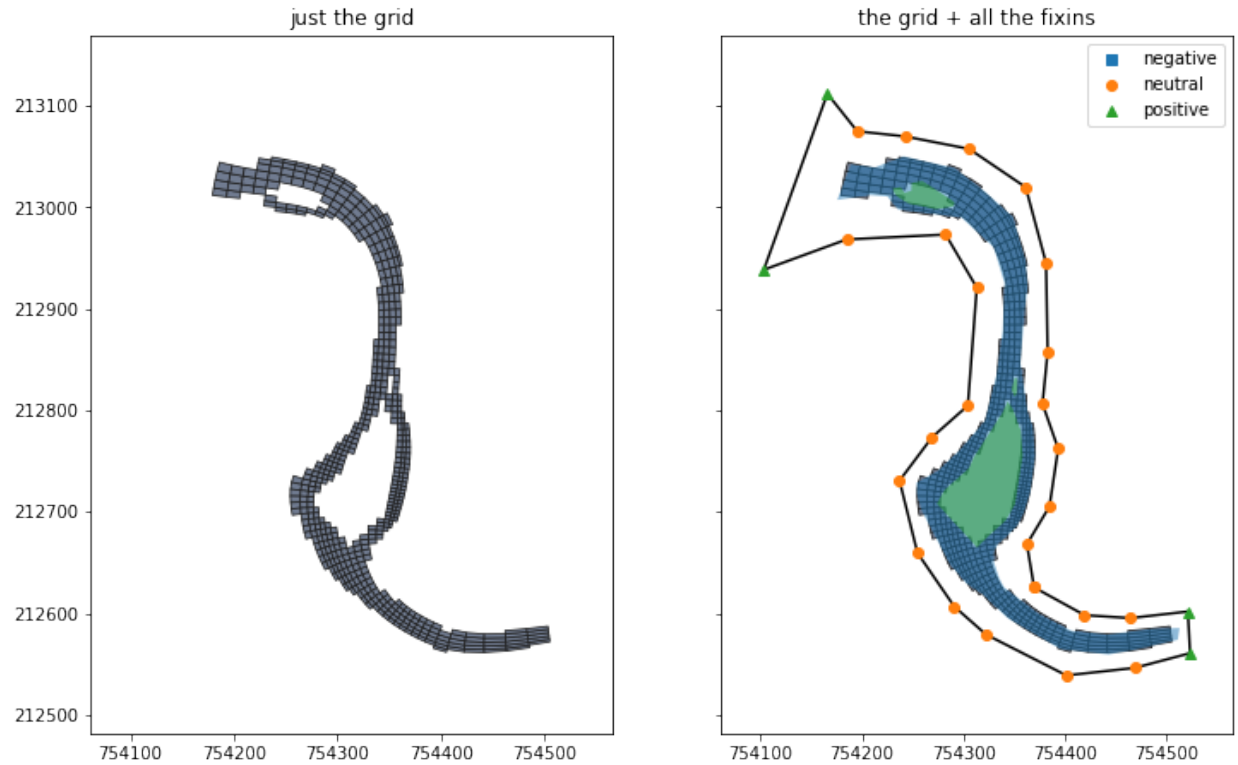 just the grid
213100
213000
212900
212800
212700
212600
212500
754100 754200 754300 754400 754500
the grid + all the fixins
negative
neutral
positive
754100 754200 754300 754400 754500